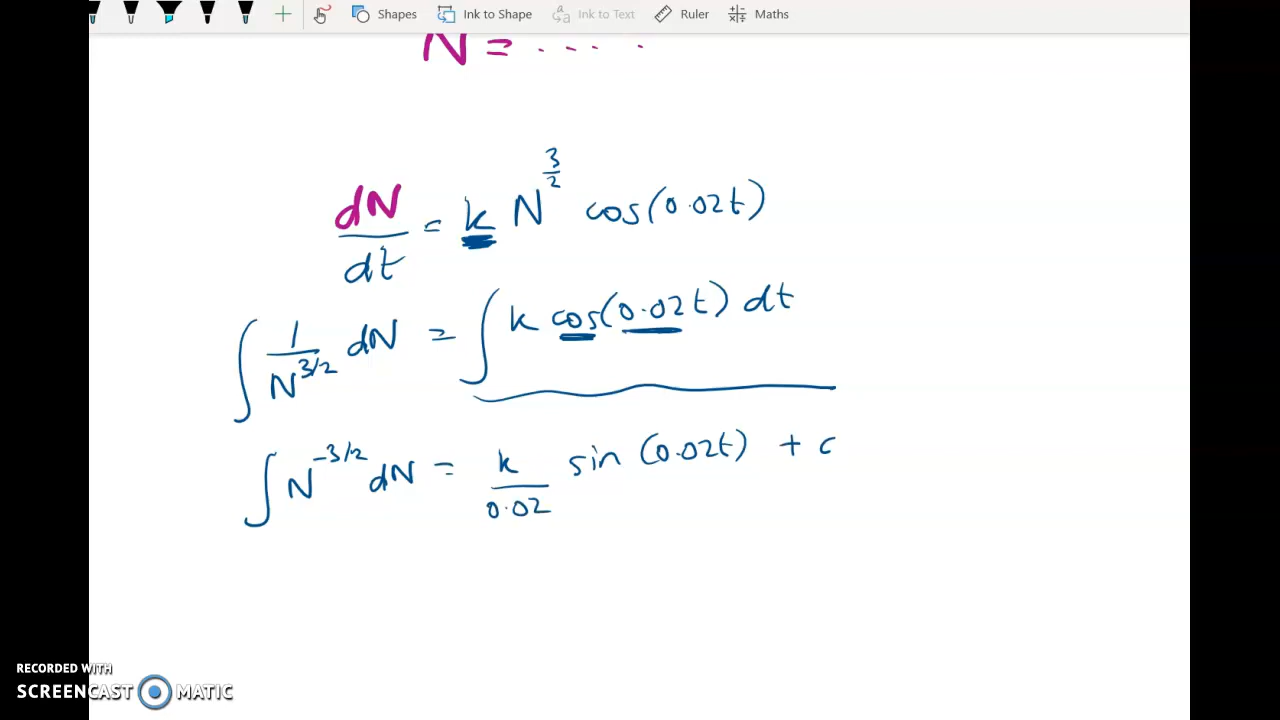 Shapes Ink to Shape Ink to Text Ruler Maths
N = ....
dN/dt = k N^(3/2) cos(0.02t)
∫ 1/N^(3/2) dN = ∫ k cos(0.02t) dt
∫ N^(-3/2) dN = k/0.02 sin (0.02t) + c
RECORDED WITH
SCREENCAST MATIC